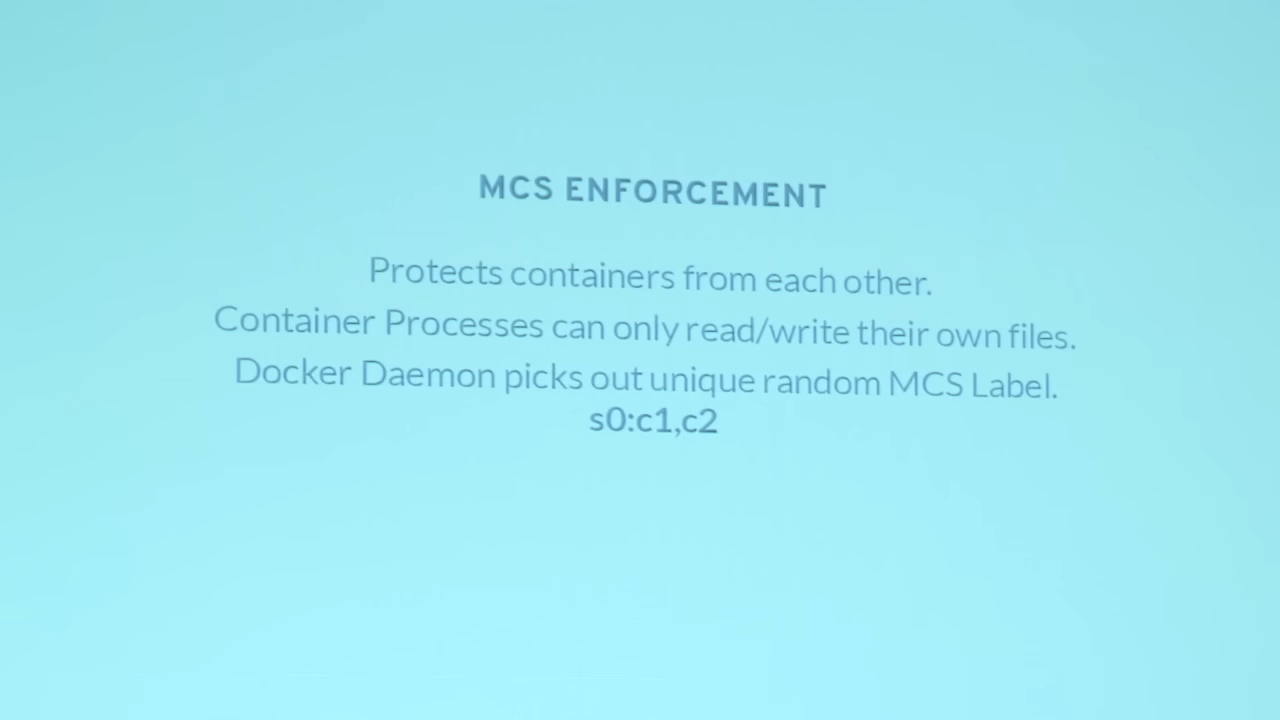 MCS ENFORCEMENT
Protects containers from each other.
Container Processes can only read/write their own files.
Docker Daemon picks out unique random MCS Label.
s0:c1,c2